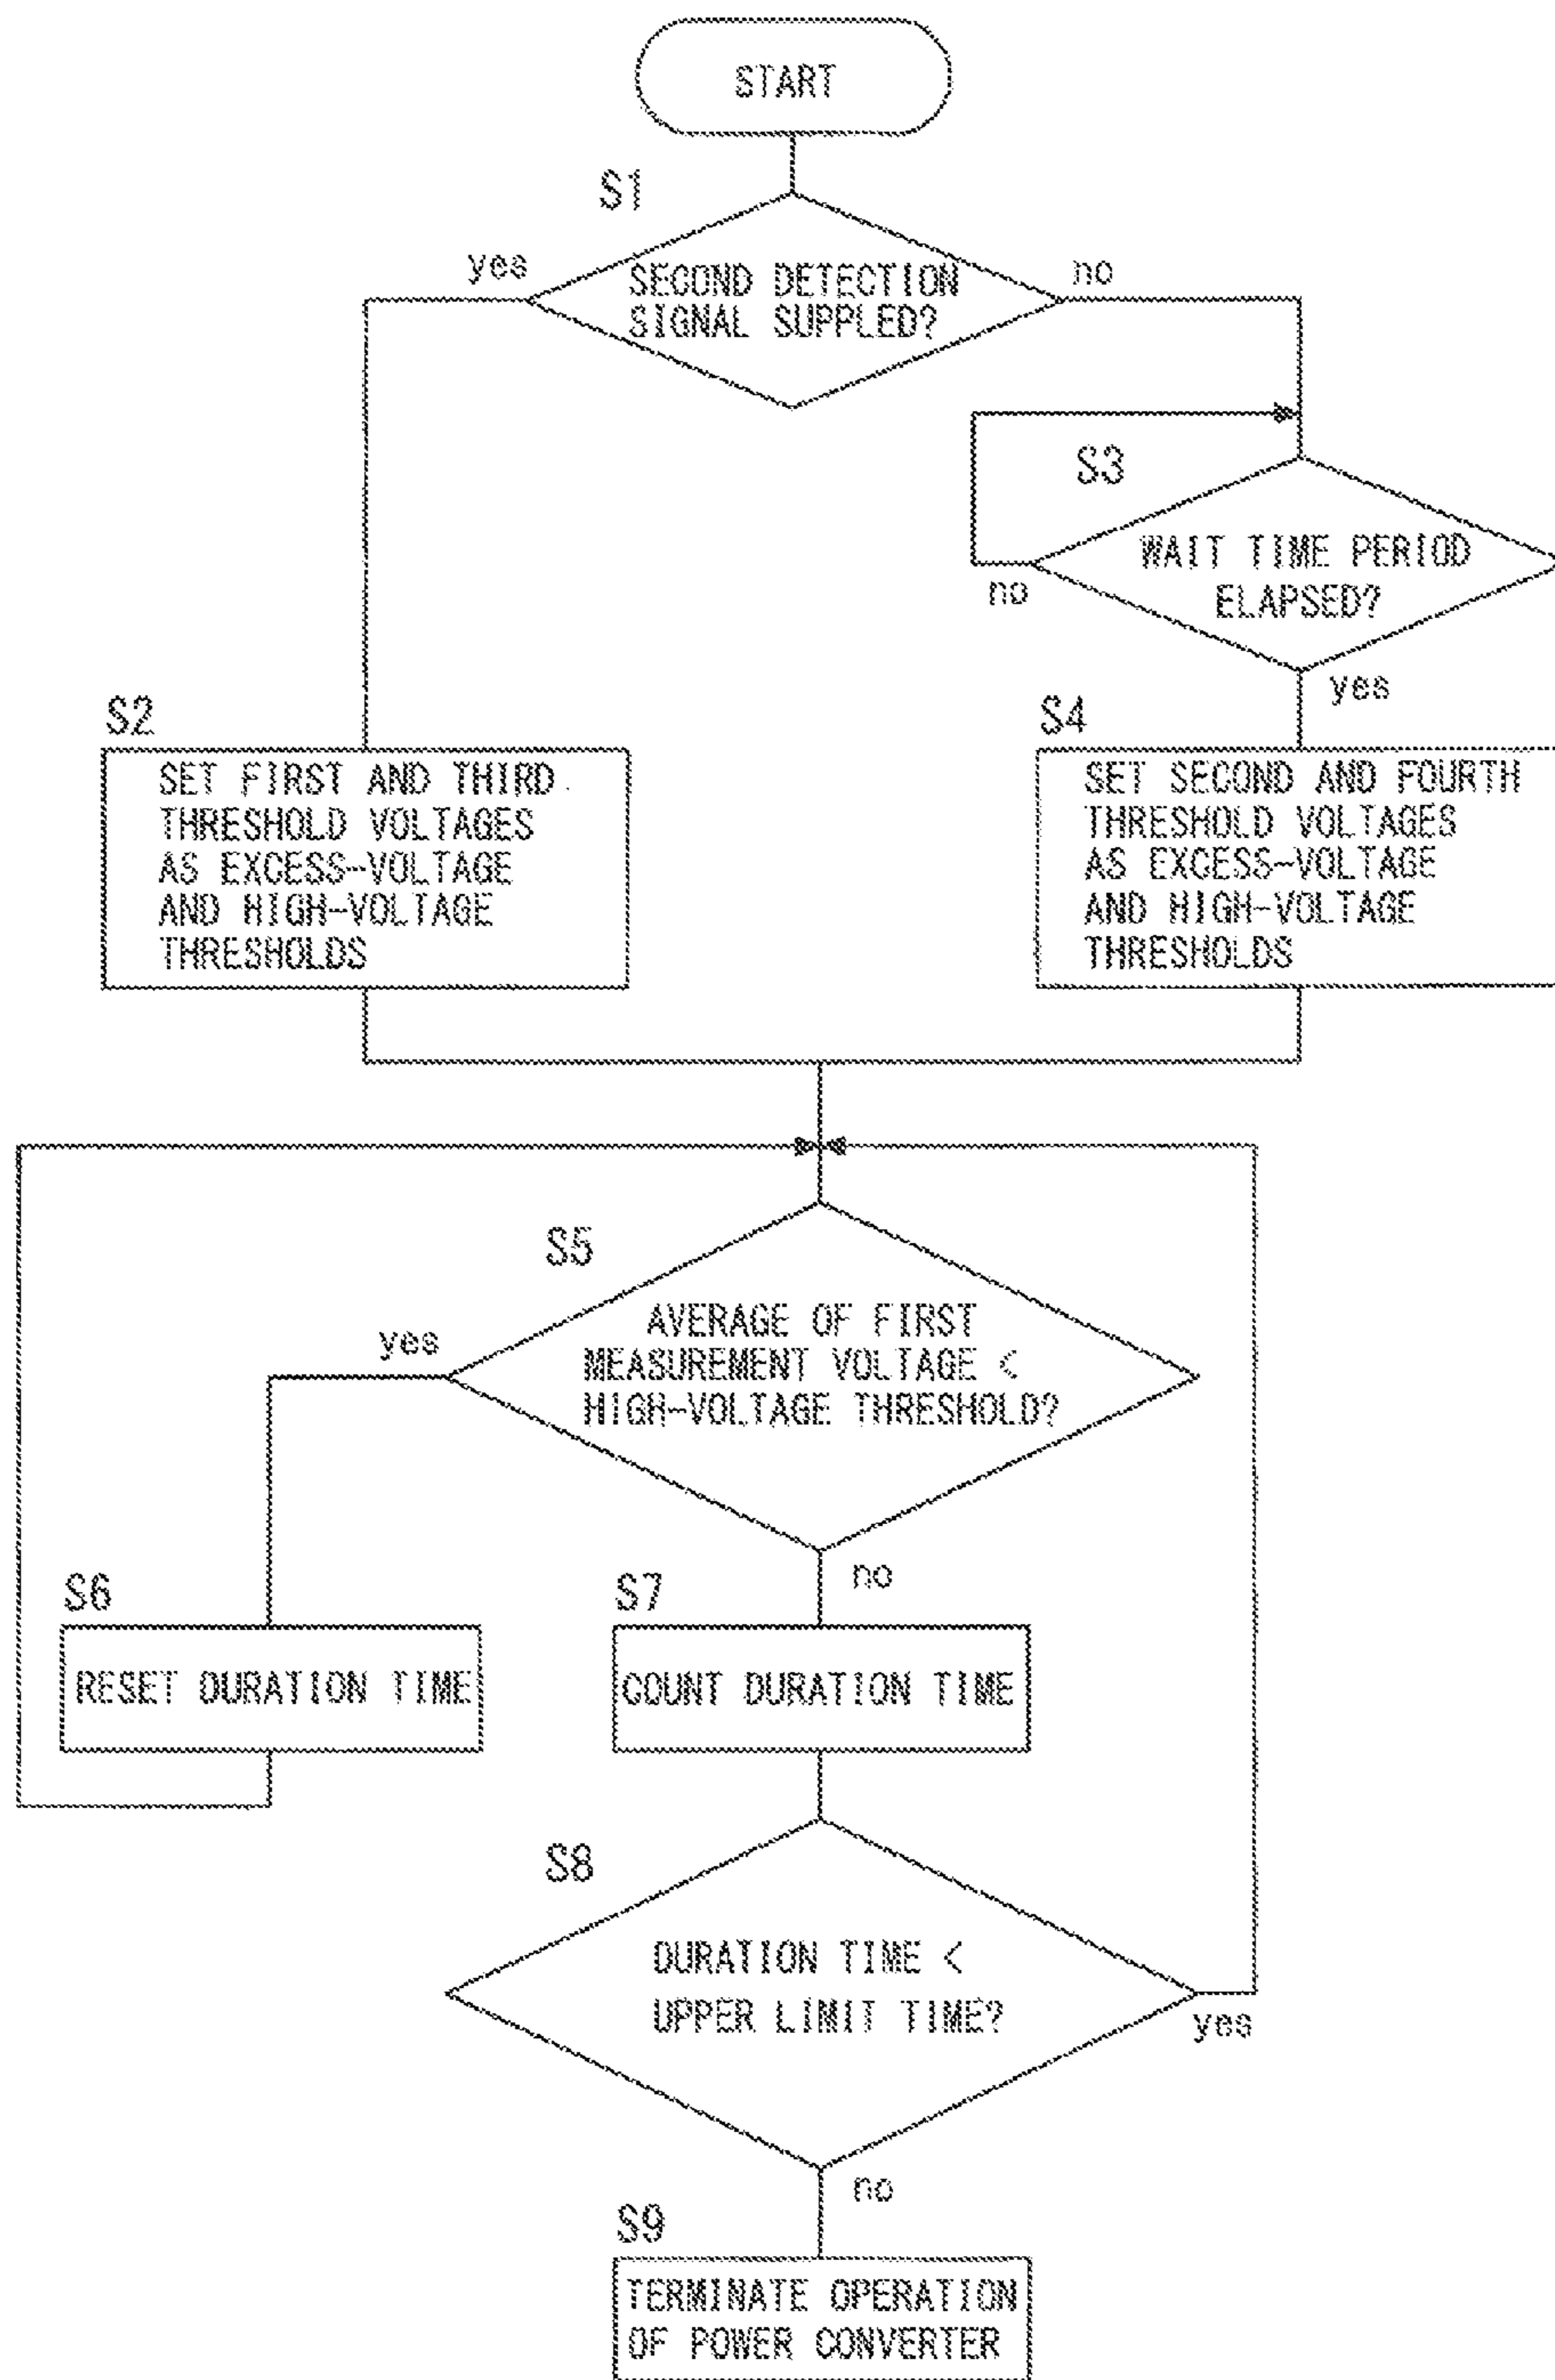 START
S1
yes
SECOND DETECTION
SIGNAL SUPPLED?
no
S3
WAIT TIME PERIOD
ELAPSED?
no
yes
S2
SET FIRST AND THIRD
THRESHOLD VOLTAGES
AS EXCESS-VOLTAGE
AND HIGH-VOLTAGE
THRESHOLDS
S4
SET SECOND AND FOURTH
THRESHOLD VOLTAGES
AS EXCESS-VOLTAGE
AND HIGH-VOLTAGE
THRESHOLDS
S5
yes
AVERAGE OF FIRST
MEASUREMENT VOLTAGE <
HIGH-VOLTAGE THRESHOLD?
no
S6
RESET DURATION TIME
S7
COUNT DURATION TIME
S8
DURATION TIME <
UPPER LIMIT TIME?
yes
no
S9
TERMINATE OPERATION
OF POWER CONVERTER